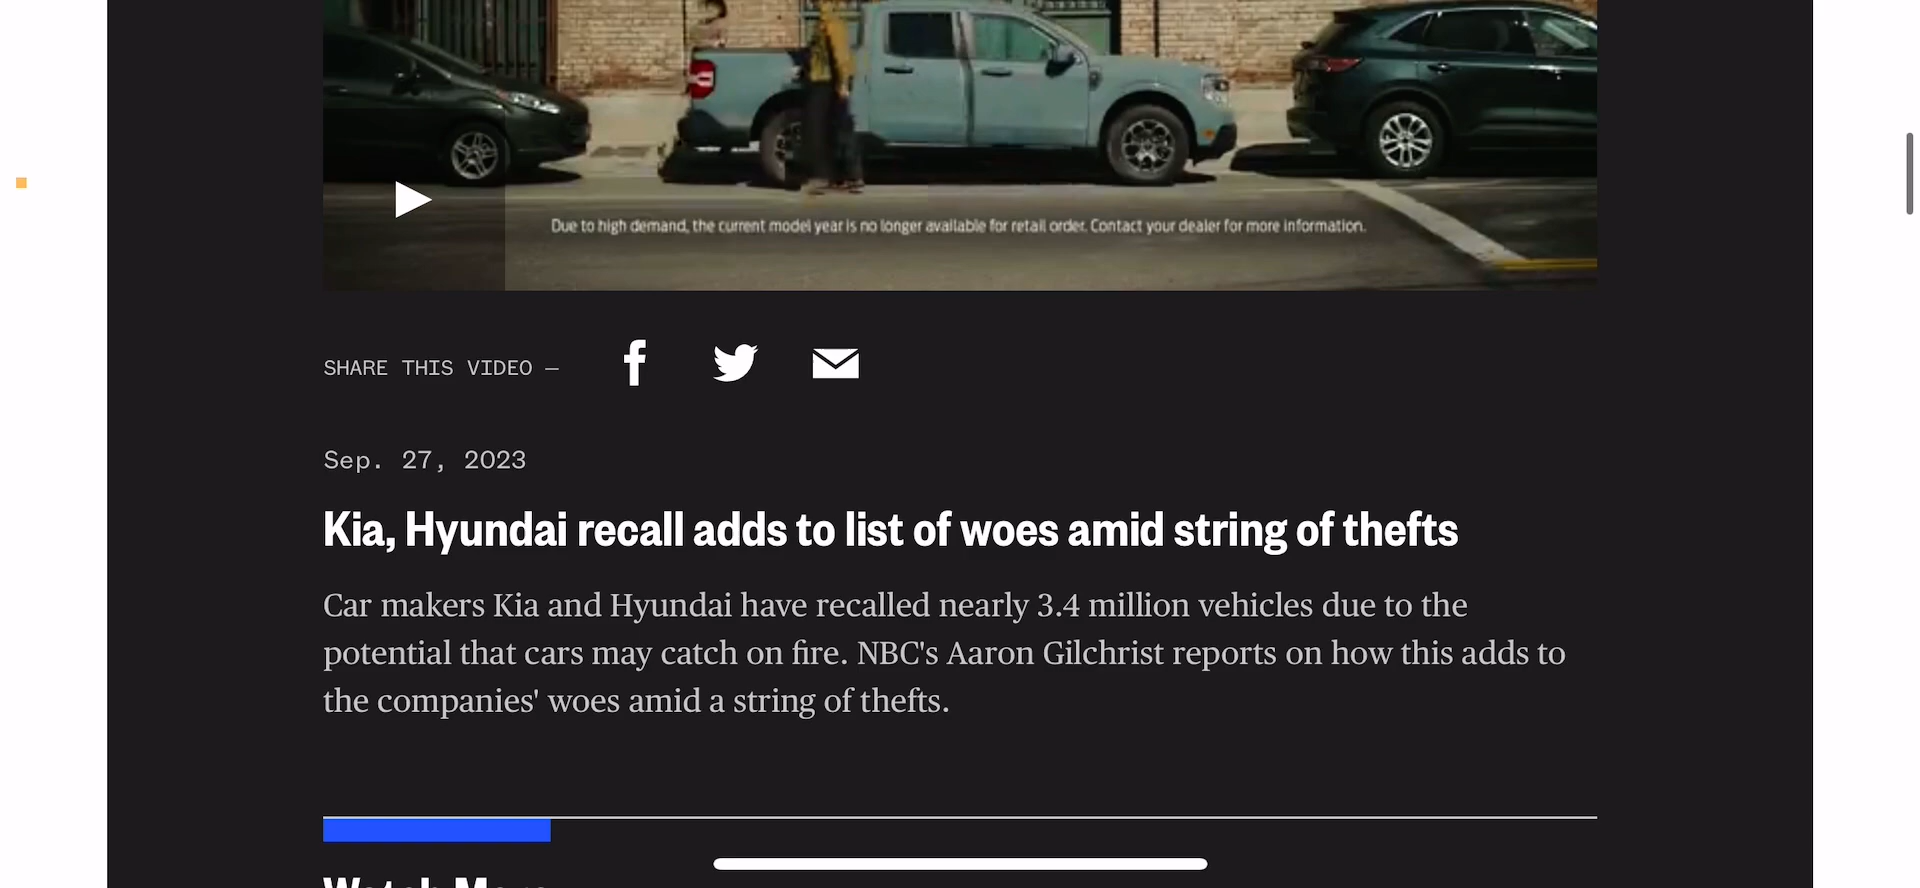 Due to high demand, the current model year is no longer available for retail order. Contact your dealer for more information.
SHARE THIS VIDEO —
Sep. 27, 2023
Kia, Hyundai recall adds to list of woes amid string of thefts
Car makers Kia and Hyundai have recalled nearly 3.4 million vehicles due to the
potential that cars may catch on fire. NBC's Aaron Gilchrist reports on how this adds to
the companies' woes amid a string of thefts.
Watch More